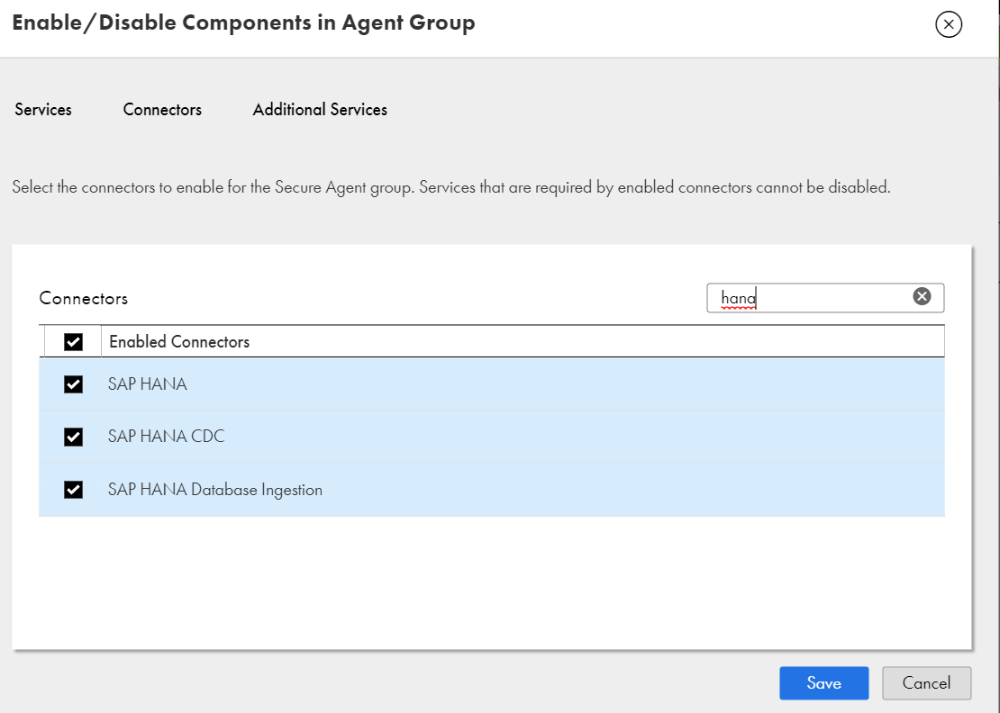 Enable/Disable Components in Agent Group
Services Connectors Additional Services
Select the connectors to enable for the Secure Agent group. Services that are required by enabled connectors cannot be disabled.
Connectors hana
Enabled Connectors
SAP HANA
SAP HANA CDC
SAP HANA Database Ingestion
Save Cancel